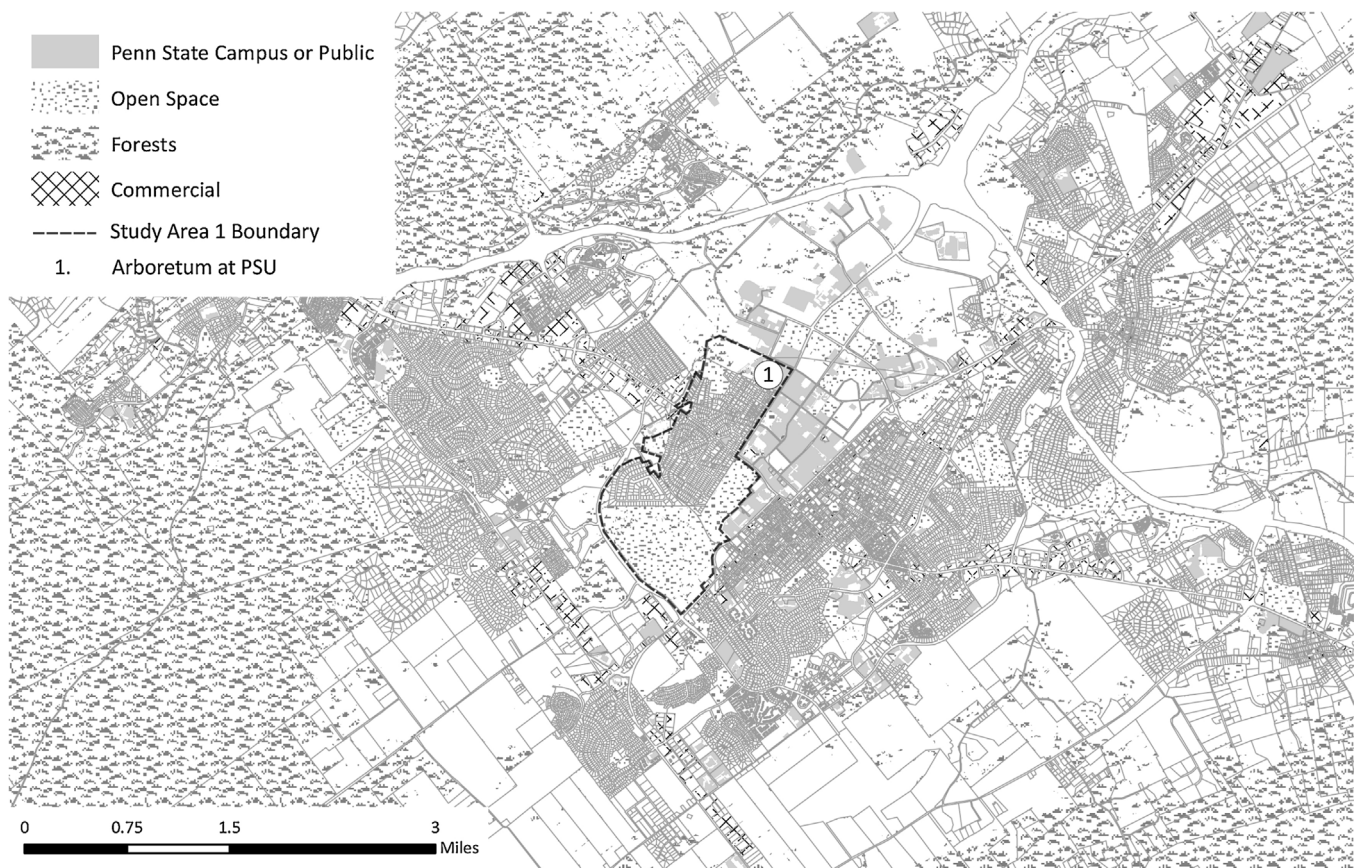 Penn State Campus or Public
Open Space
Forests
Commercial
Study Area 1 Boundary
1. Arboretum at PSU
1
0 0.75 1.5 3
Miles